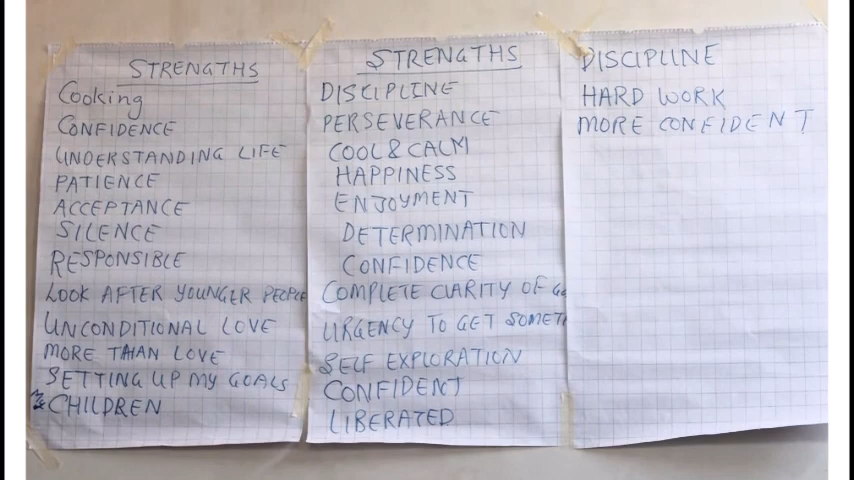 STRENGTHS
Cooking
CONFIDENCE
UNDERSTANDING LIFE
PATIENCE
ACCEPTANCE
SILENCE
RESPONSIBLE
LOOK AFTER YOUNGER PEOPLE
UNCONDITIONAL LOVE
MORE THAN LOVE
SETTING UP MY GOALS
CHILDREN
STRENGTHS
DISCIPLINE
PERSEVERANCE
COOL & CALM
HAPPINESS
ENJOYMENT
DETERMINATION
CONFIDENCE
COMPLETE CLARITY OF
URGENCY TO GET
SELF EXPLORATION
CONFIDENT
LIBERATED
DISCIPLINE
HARD WORK
MORE CONFIDENT